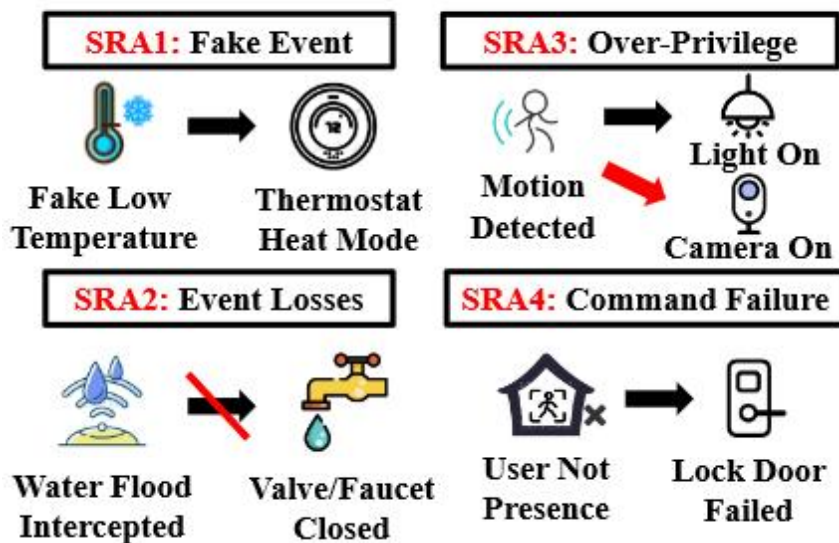 SRA1: Fake Event
Fake Low
Temperature
12
Thermostat
Heat Mode
SRA3: Over-Privilege
Motion
Detected
Light On
Camera On
SRA2: Event Losses
Water Flood
Intercepted
Valve/Faucet
Closed
SRA4: Command Failure
User Not
Presence
Lock Door
Failed